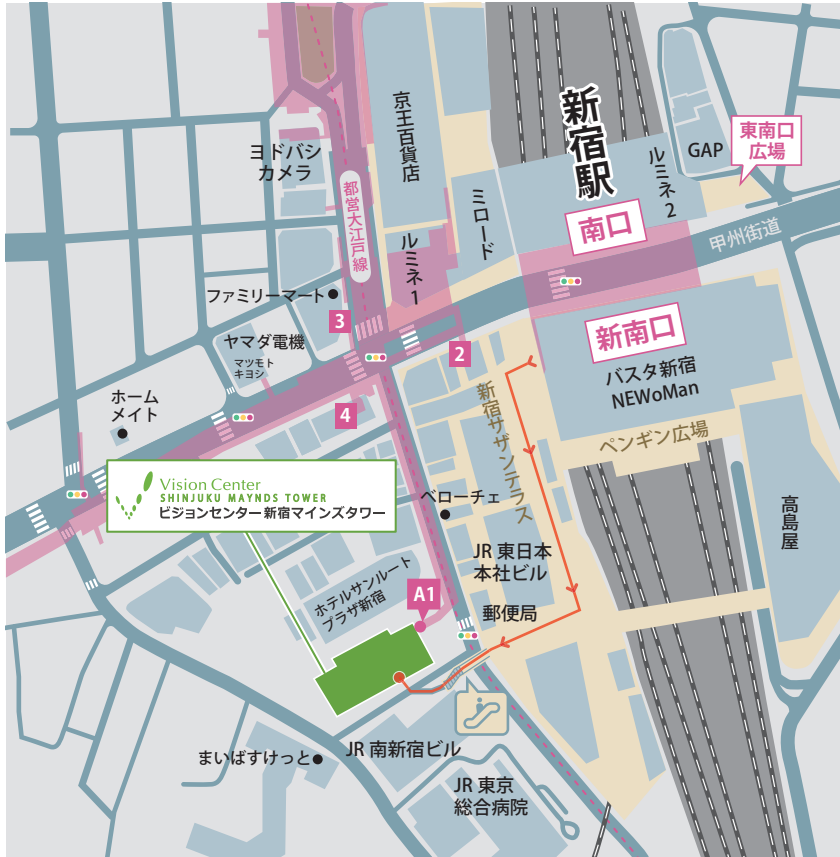 新宿駅
京王百貨店
ヨドバシ
カメラ
都営大江戸線
ルミネ1
ミロード
ルミネ2
GAP
東南口
広場
南口
甲州街道
ファミリーマート
3
ヤマダ電機
マツモト
キヨシ
2
新南口
バスタ新宿
NEWoMan
ホーム
メイト
4
新宿サザンテラス
ペンギン広場
Vision Center
SHINJUKU MAYNDS TOWER
ビジョンセンター新宿マインズタワー
ベローチェ
高島屋
JR 東日本
本社ビル
ホテルサンルート
プラザ新宿
A1
郵便局
まいばすけっと
JR 南新宿ビル
JR 東京
総合病院